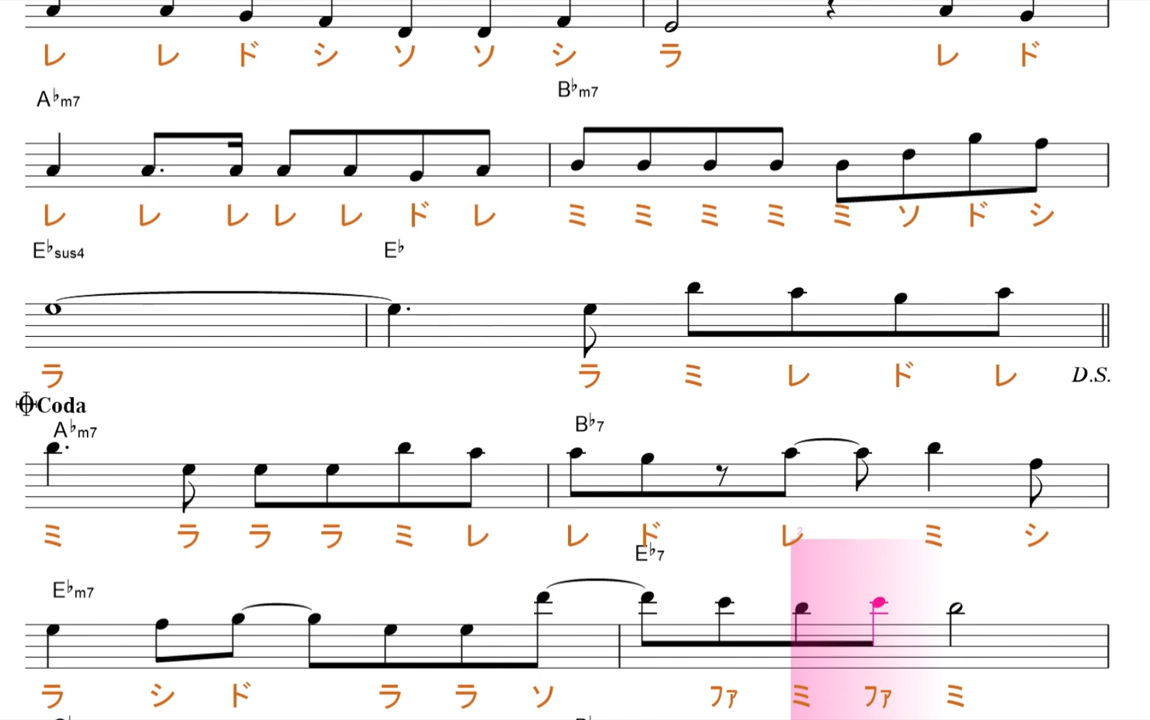 レ レ ド シ ソ ソ シ ラ レ ド
A♭m7 B♭m7
レ レ レ レ レ ド レ ミ ミ ミ ミ ミ ソ ド シ
E♭sus4 E♭
ラ ラ ミ レ ド レ D.S.
Coda
A♭m7 B♭7
ミ ラ ラ ラ ミ レ レ ド レ ミ シ
E♭m7 E♭7
ラ シ ド ラ ラ ソ ファ ミ ファ ミ